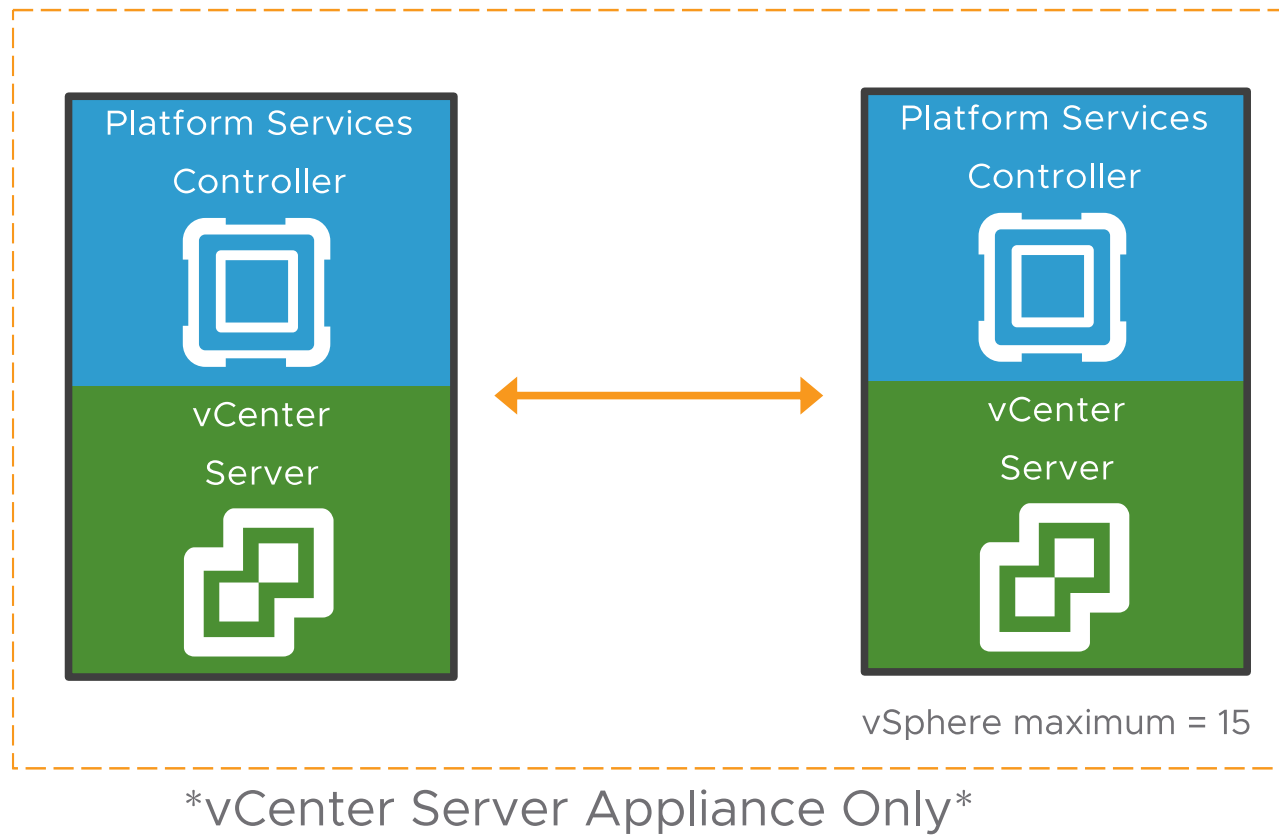 Platform Services
Controller
vCenter
Server
Platform Services
Controller
vCenter
Server
vSphere maximum = 15
*vCenter Server Appliance Only*